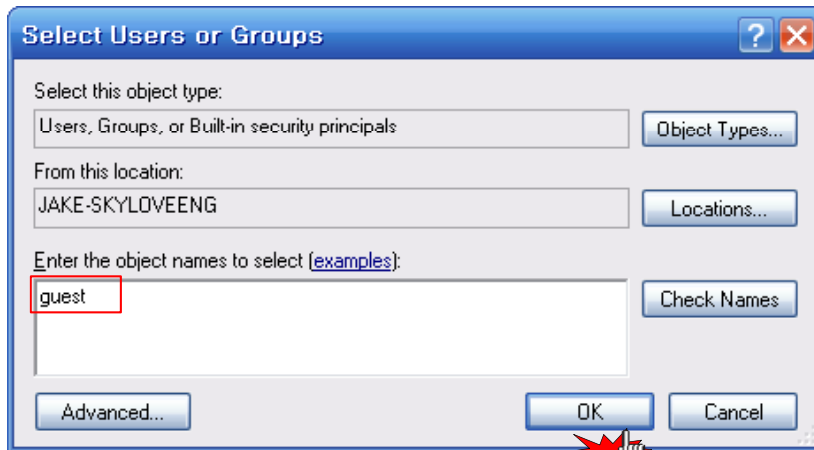 Select Users or Groups
Select this object type:
Users, Groups, or Built-in security principals
Object Types...
From this location:
JAKE-SKYLOVEENG
Locations...
Enter the object names to select (examples):
guest
Check Names
Advanced...
OK
Cancel